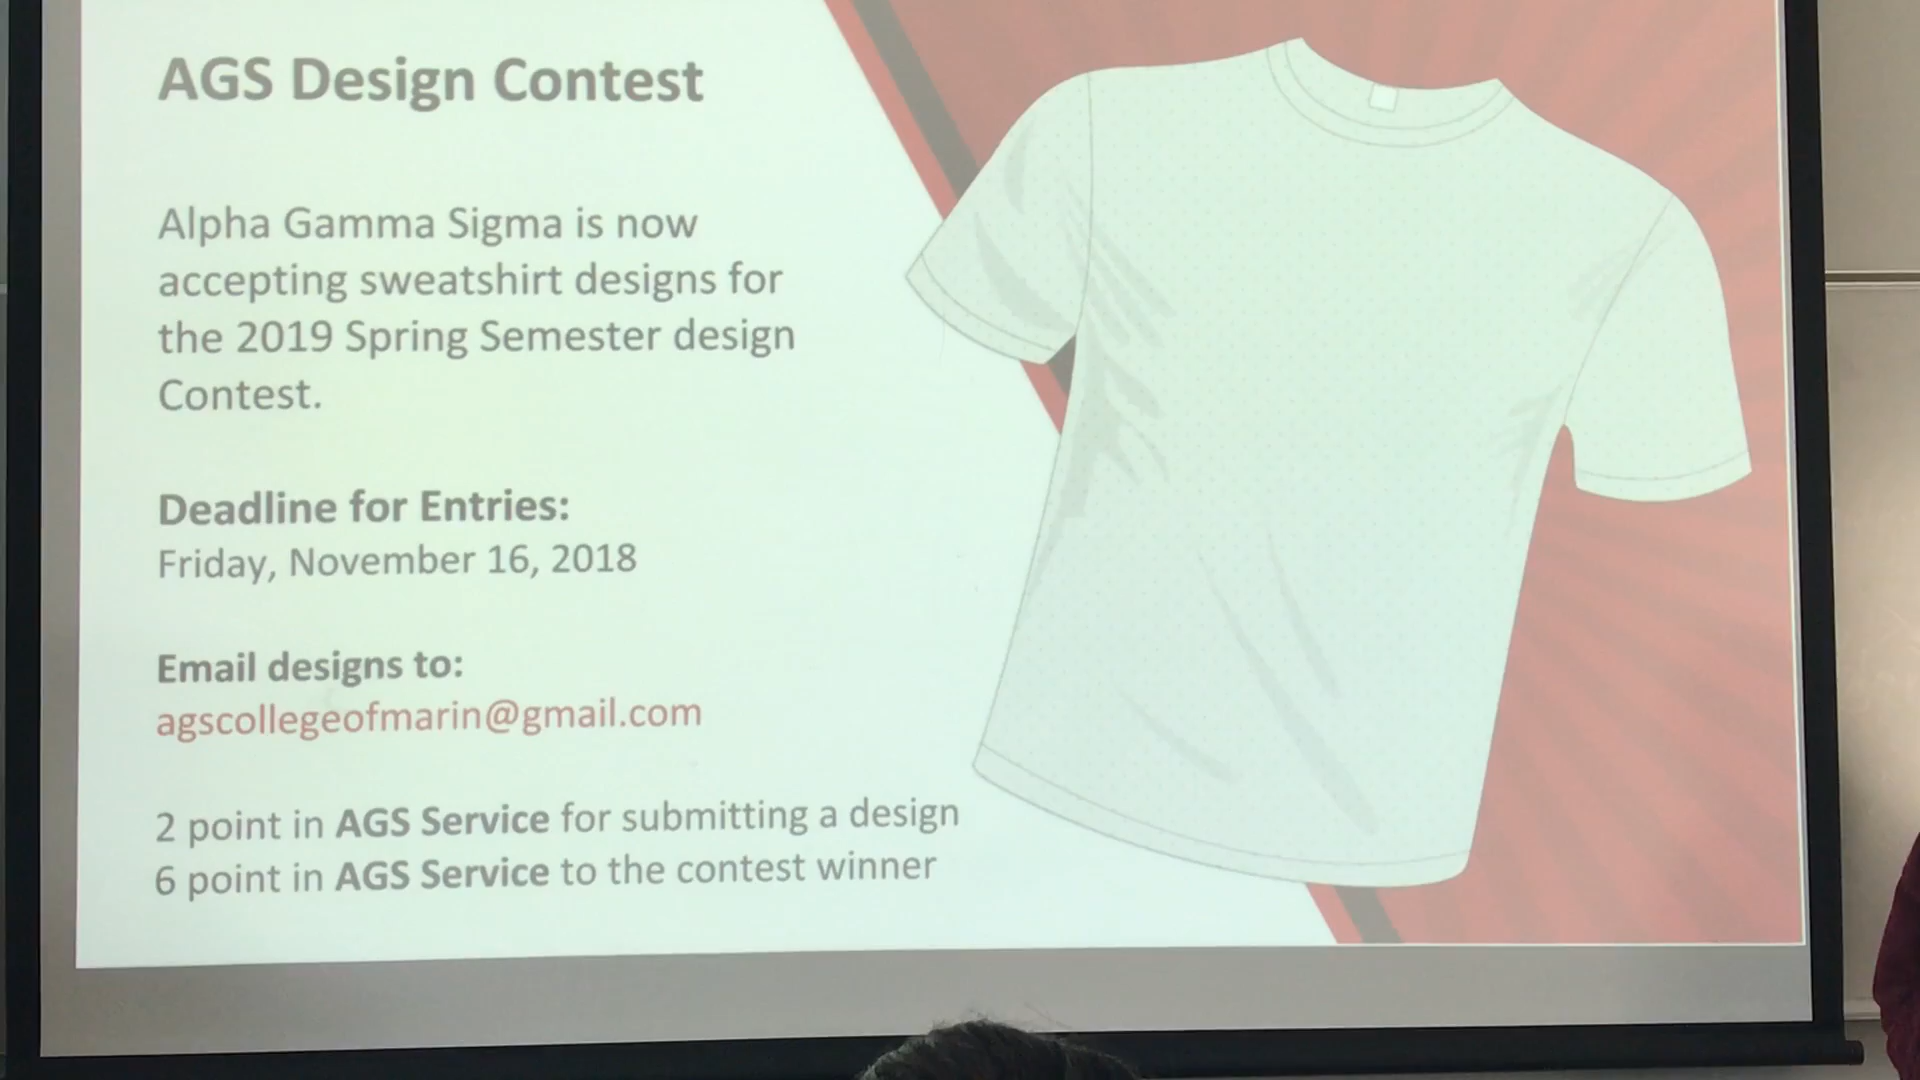 AGS Design Contest
Alpha Gamma Sigma is now
accepting sweatshirt designs for
the 2019 Spring Semester design
Contest.
Deadline for Entries:
Friday, November 16, 2018
Email designs to:
agscollegeofmarin@gmail.com
2 point in AGS Service for submitting a design
6 point in AGS Service to the contest winner